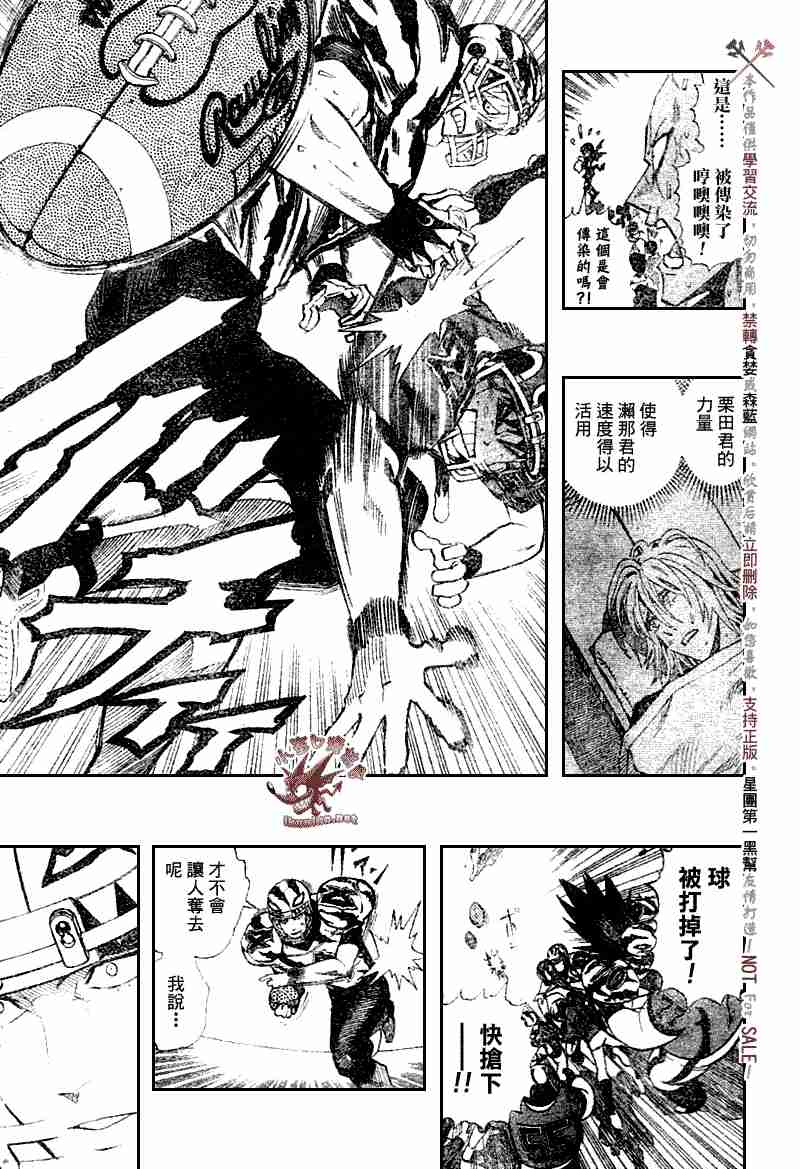 這是……
被傳染了
哼噢噢噢！
這個是會
傳染的嗎
?!
栗田君的
力量
使得
瀨那君的
速度得以
活用
Rawlin
球
被打掉了！
快搶下
——!!
才不會
讓人奪去
呢
我說…
本作品僅供學習交流，切勿商用，禁轉貪婪威森藍網站。欣賞后請立即刪除，如您喜歡，支持正版。星團第一黑幫友情打造！NOT For SALE！